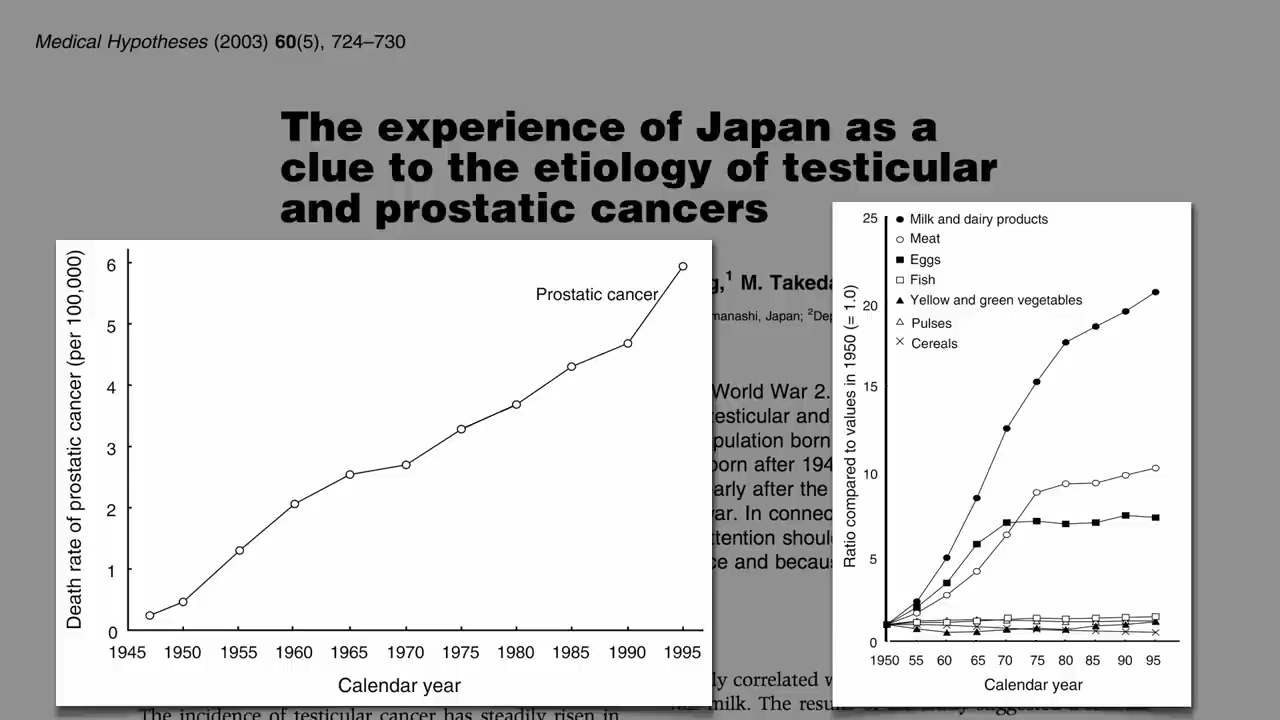 Medical Hypotheses (2003) 60(5), 724–730
The experience of Japan as a
clue to the etiology of testicular
and prostatic cancers
g,1 M. Takeda
manashi, Japan; 2Dep
World War 2.
testicular and
pulation born
born after 194
early after the
war. In connec
ttention shoul
ce and becaus
ly correlated
milk. The resu
The incidence of testicular cancer has steadily risen in
Death rate of prostatic cancer (per 100,000)
6
5
4
3
2
1
0
Prostatic cancer
1945 1950 1955 1960 1965 1970 1975 1980 1985 1990 1995
Calendar year
Ratio compared to values in 1950 (= 1.0)
25
20
15
10
5
0
Milk and dairy products
Meat
Eggs
Fish
Yellow and green vegetables
Pulses
Cereals
1950 55 60 65 70 75 80 85 90 95
Calendar year